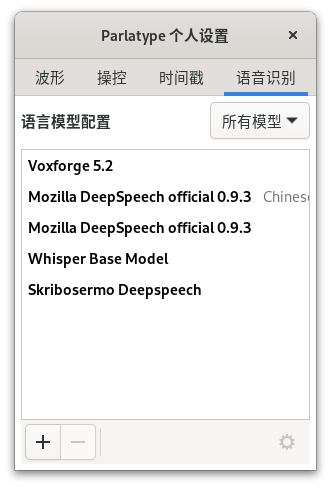 Parlatype 个人设置
波形 操控 时间戳 语音识别
语言模型配置 所有模型
Voxforge 5.2
Mozilla DeepSpeech official 0.9.3 Chinese
Mozilla DeepSpeech official 0.9.3
Whisper Base Model
Skribosermo Deepspeech